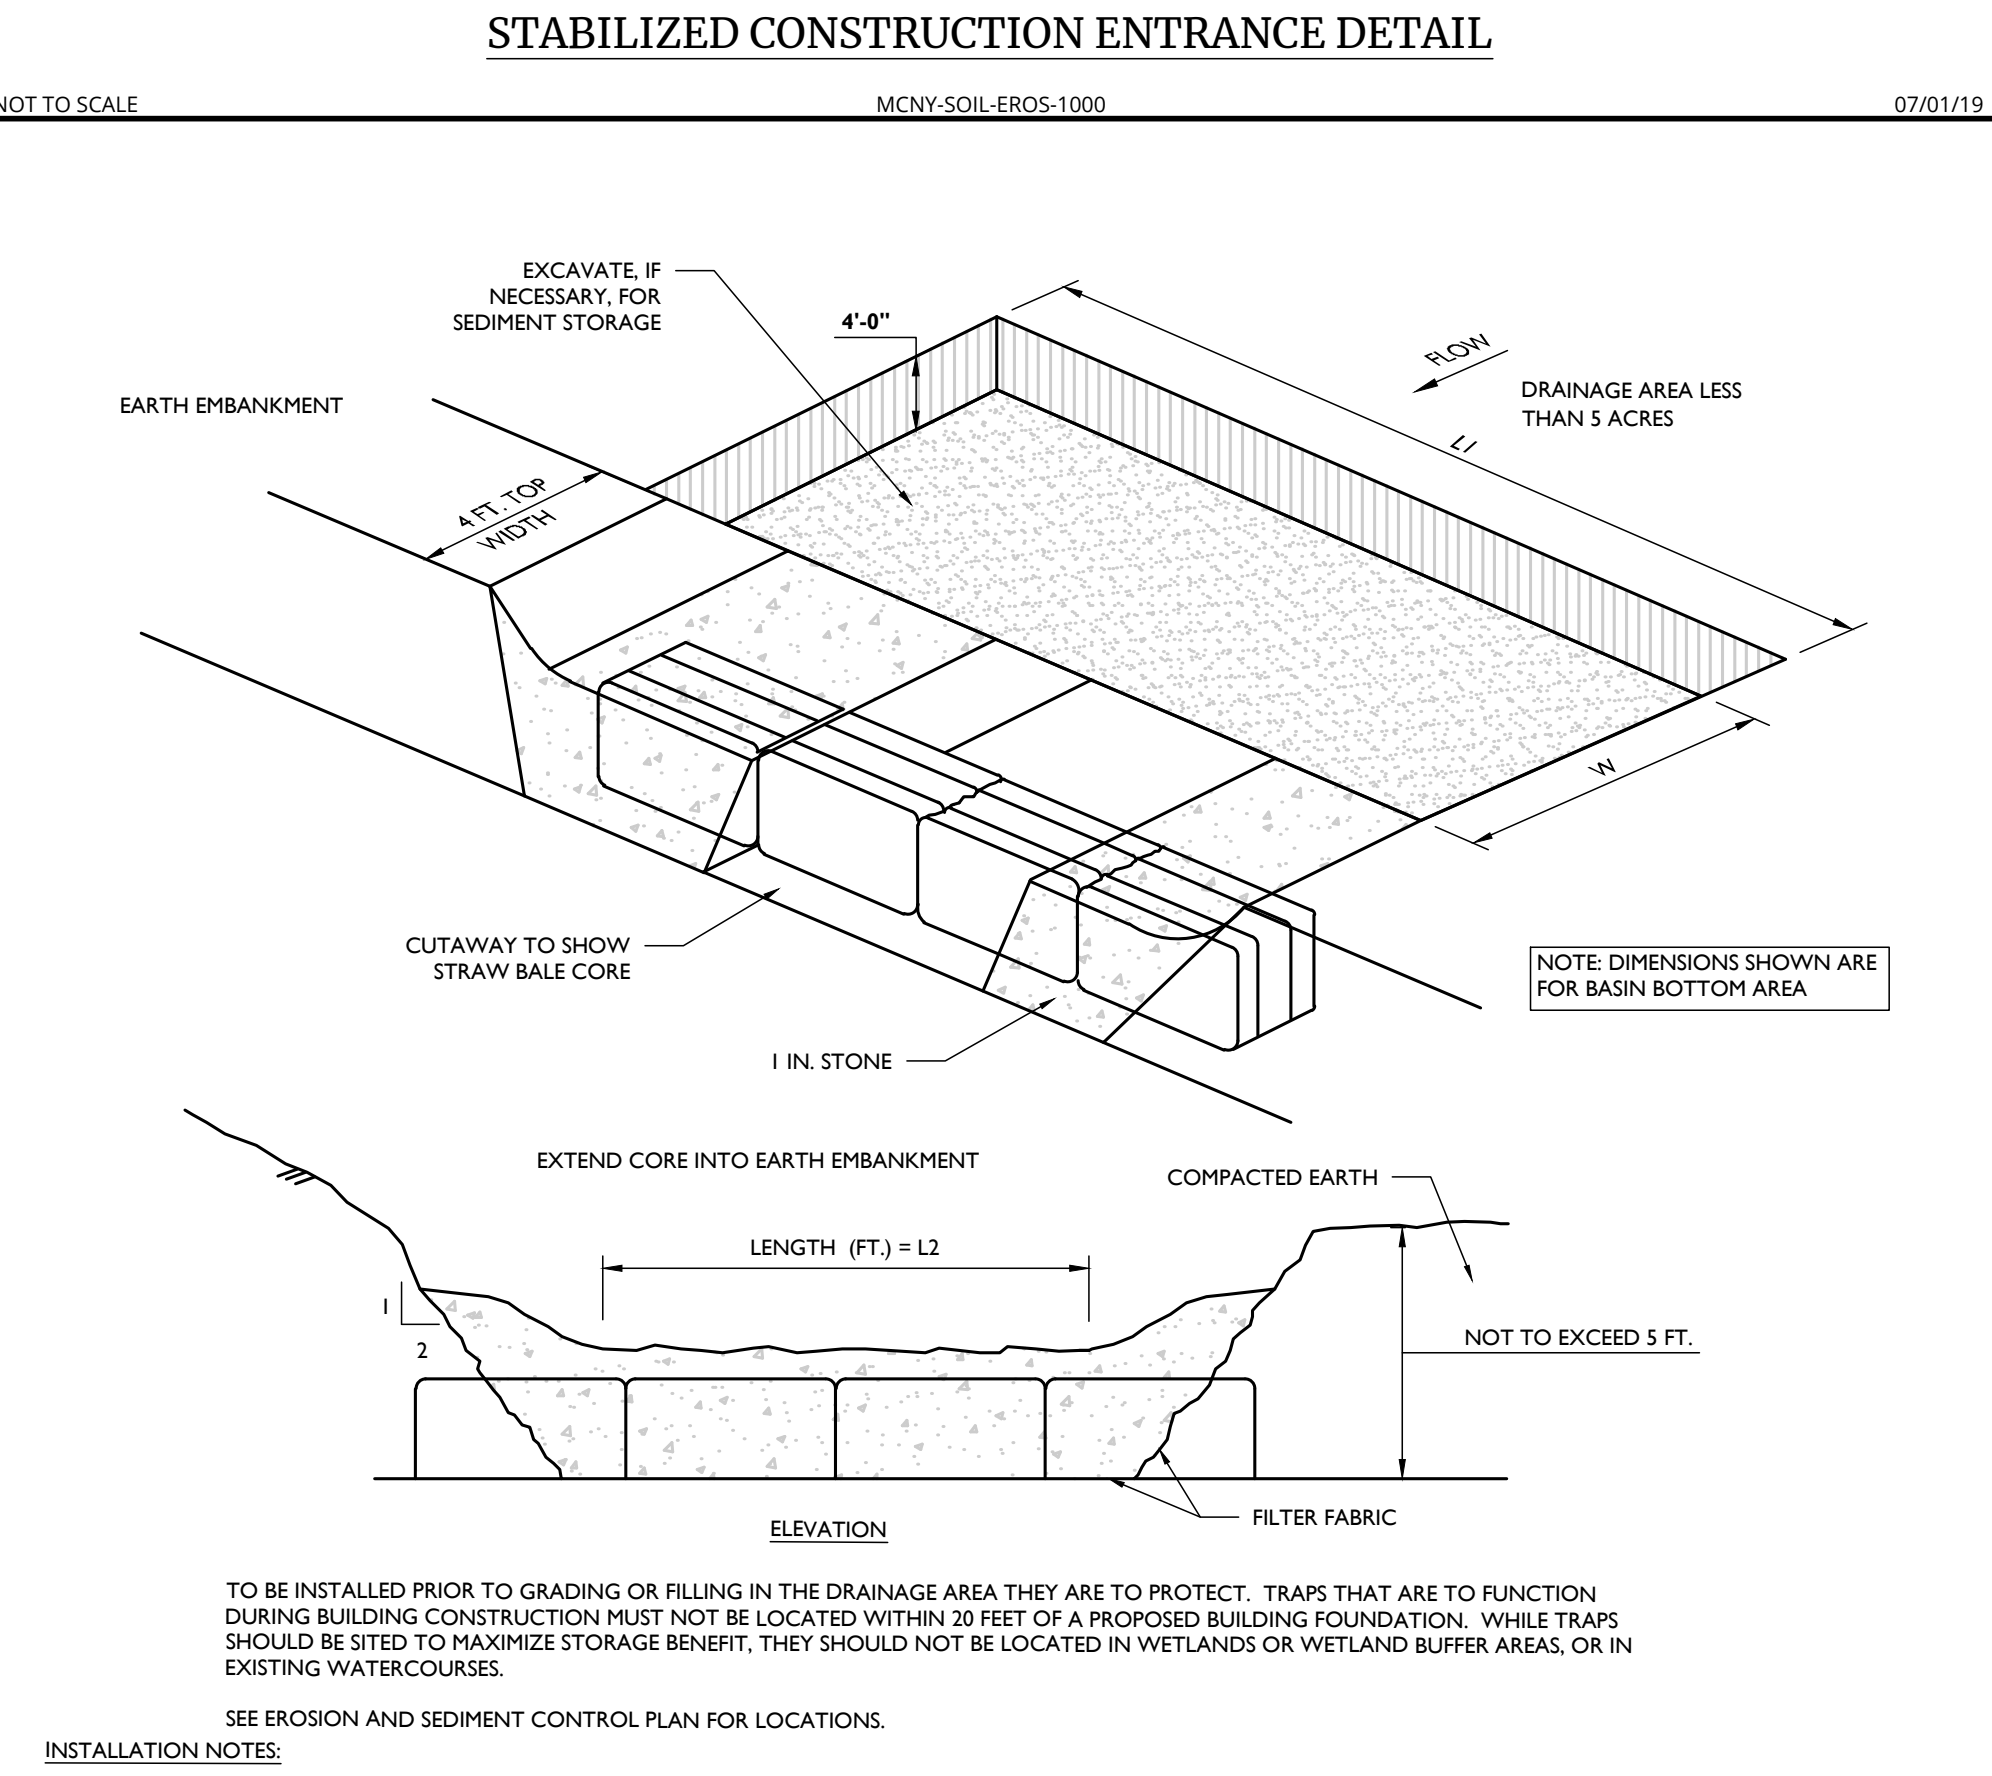 STABILIZED CONSTRUCTION ENTRANCE DETAIL
NOT TO SCALE
MCNY-SOIL-EROS-1000
07/01/19
EXCAVATE, IF
NECESSARY, FOR
SEDIMENT STORAGE
4'-0"
FLOW
DRAINAGE AREA LESS
THAN 5 ACRES
EARTH EMBANKMENT
L1
4 FT. TOP
WIDTH
W
CUTAWAY TO SHOW
STRAW BALE CORE
NOTE: DIMENSIONS SHOWN ARE
FOR BASIN BOTTOM AREA
1 IN. STONE
EXTEND CORE INTO EARTH EMBANKMENT
COMPACTED EARTH
LENGTH (FT.) = L2
1
2
NOT TO EXCEED 5 FT.
FILTER FABRIC
ELEVATION
TO BE INSTALLED PRIOR TO GRADING OR FILLING IN THE DRAINAGE AREA THEY ARE TO PROTECT. TRAPS THAT ARE TO FUNCTION
DURING BUILDING CONSTRUCTION MUST NOT BE LOCATED WITHIN 20 FEET OF A PROPOSED BUILDING FOUNDATION. WHILE TRAPS
SHOULD BE SITED TO MAXIMIZE STORAGE BENEFIT, THEY SHOULD NOT BE LOCATED IN WETLANDS OR WETLAND BUFFER AREAS, OR IN
EXISTING WATERCOURSES.
SEE EROSION AND SEDIMENT CONTROL PLAN FOR LOCATIONS.
INSTALLATION NOTES: